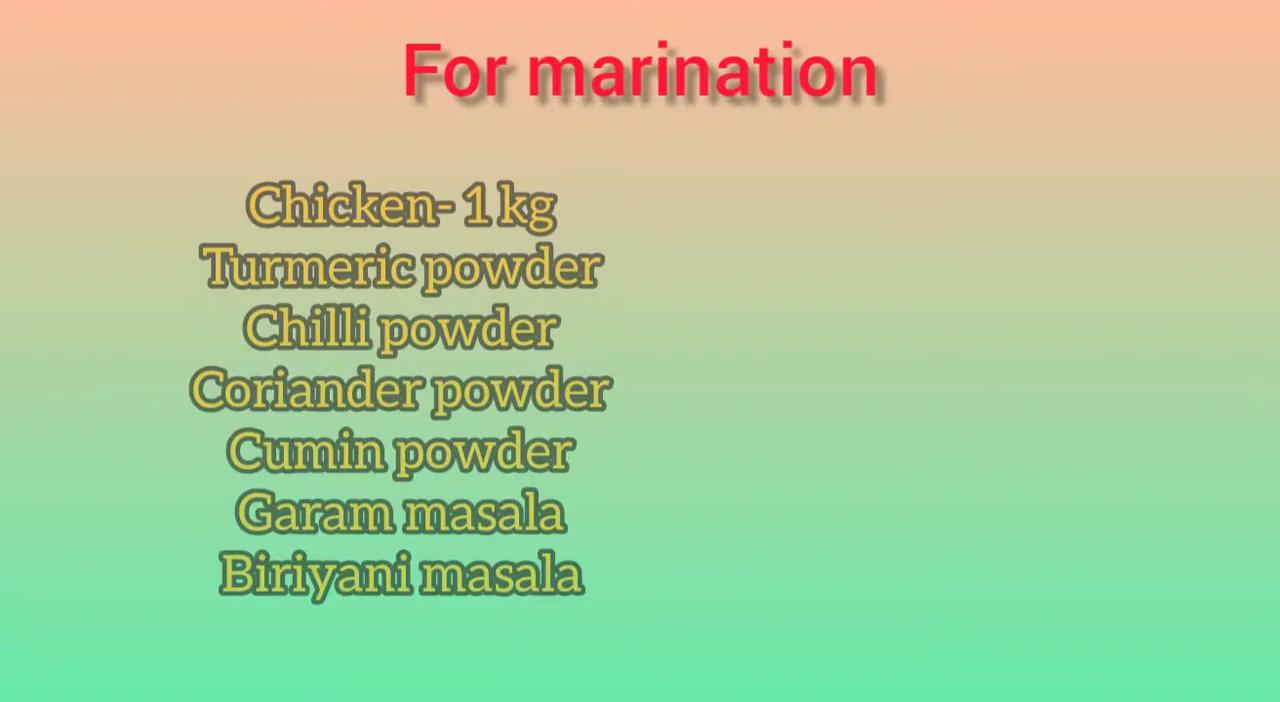 For marination
Chicken- 1 kg
Turmeric powder
Chilli powder
Coriander powder
Cumin powder
Garam masala
Biriyani masala